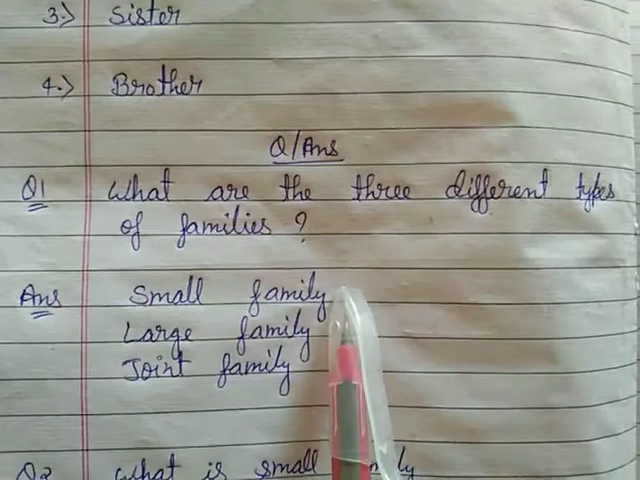 3.) Sister
4.) Brother
Q/Ans
Q1 What are the three different types
of families ?
Ans Small family
Large family
Joint family
Q2 What is small